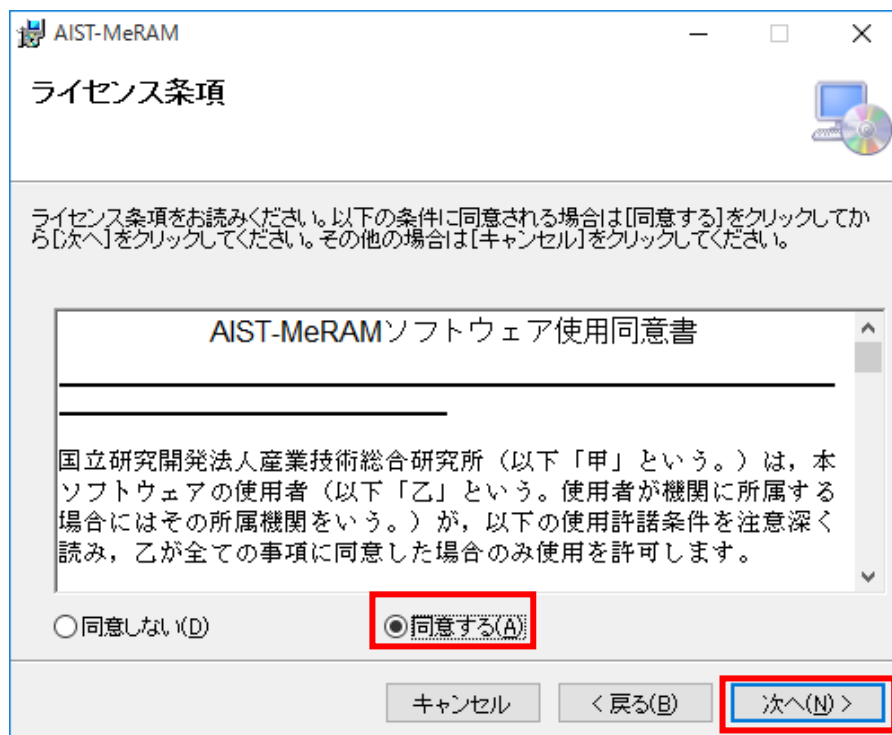 AIST-MeRAM
ライセンス条項
ライセンス条項をお読みください。以下の条件に同意される場合は[同意する]をクリックしてか
ら[次へ]をクリックしてください。その他の場合は[キャンセル]をクリックしてください。
AIST-MeRAMソフトウェア使用同意書
国立研究開発法人産業技術総合研究所（以下「甲」という。）は，本
ソフトウェアの使用者（以下「乙」という。使用者が機関に所属する
場合にはその所属機関をいう。）が，以下の使用許諾条件を注意深く
読み，乙が全ての事項に同意した場合のみ使用を許可します。
同意しない(D) 同意する(A)
キャンセル < 戻る(B) 次へ(N) >